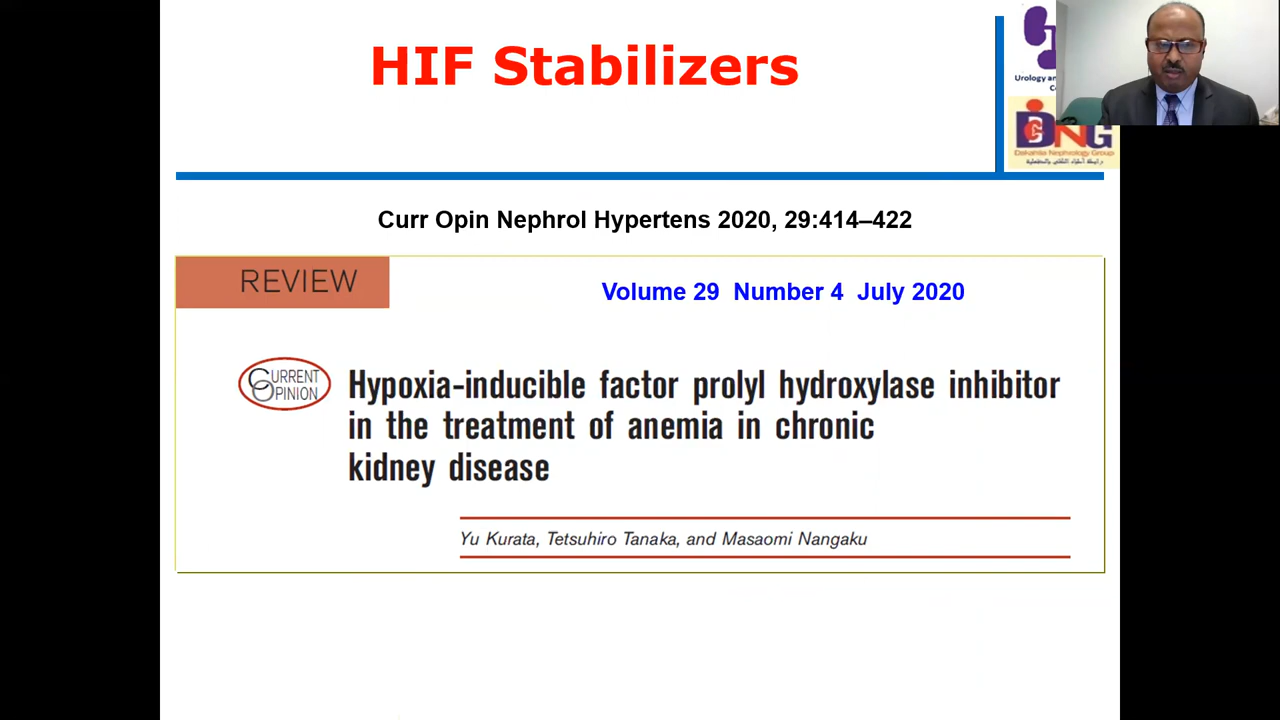 HIF Stabilizers
Urology an
C
DCNG
Dakahlia Nephrology Group
Curr Opin Nephrol Hypertens 2020, 29:414–422
REVIEW
Volume 29 Number 4 July 2020
CURRENT
OPINION
Hypoxia-inducible factor prolyl hydroxylase inhibitor
in the treatment of anemia in chronic
kidney disease
Yu Kurata, Tetsuhiro Tanaka, and Masaomi Nangaku